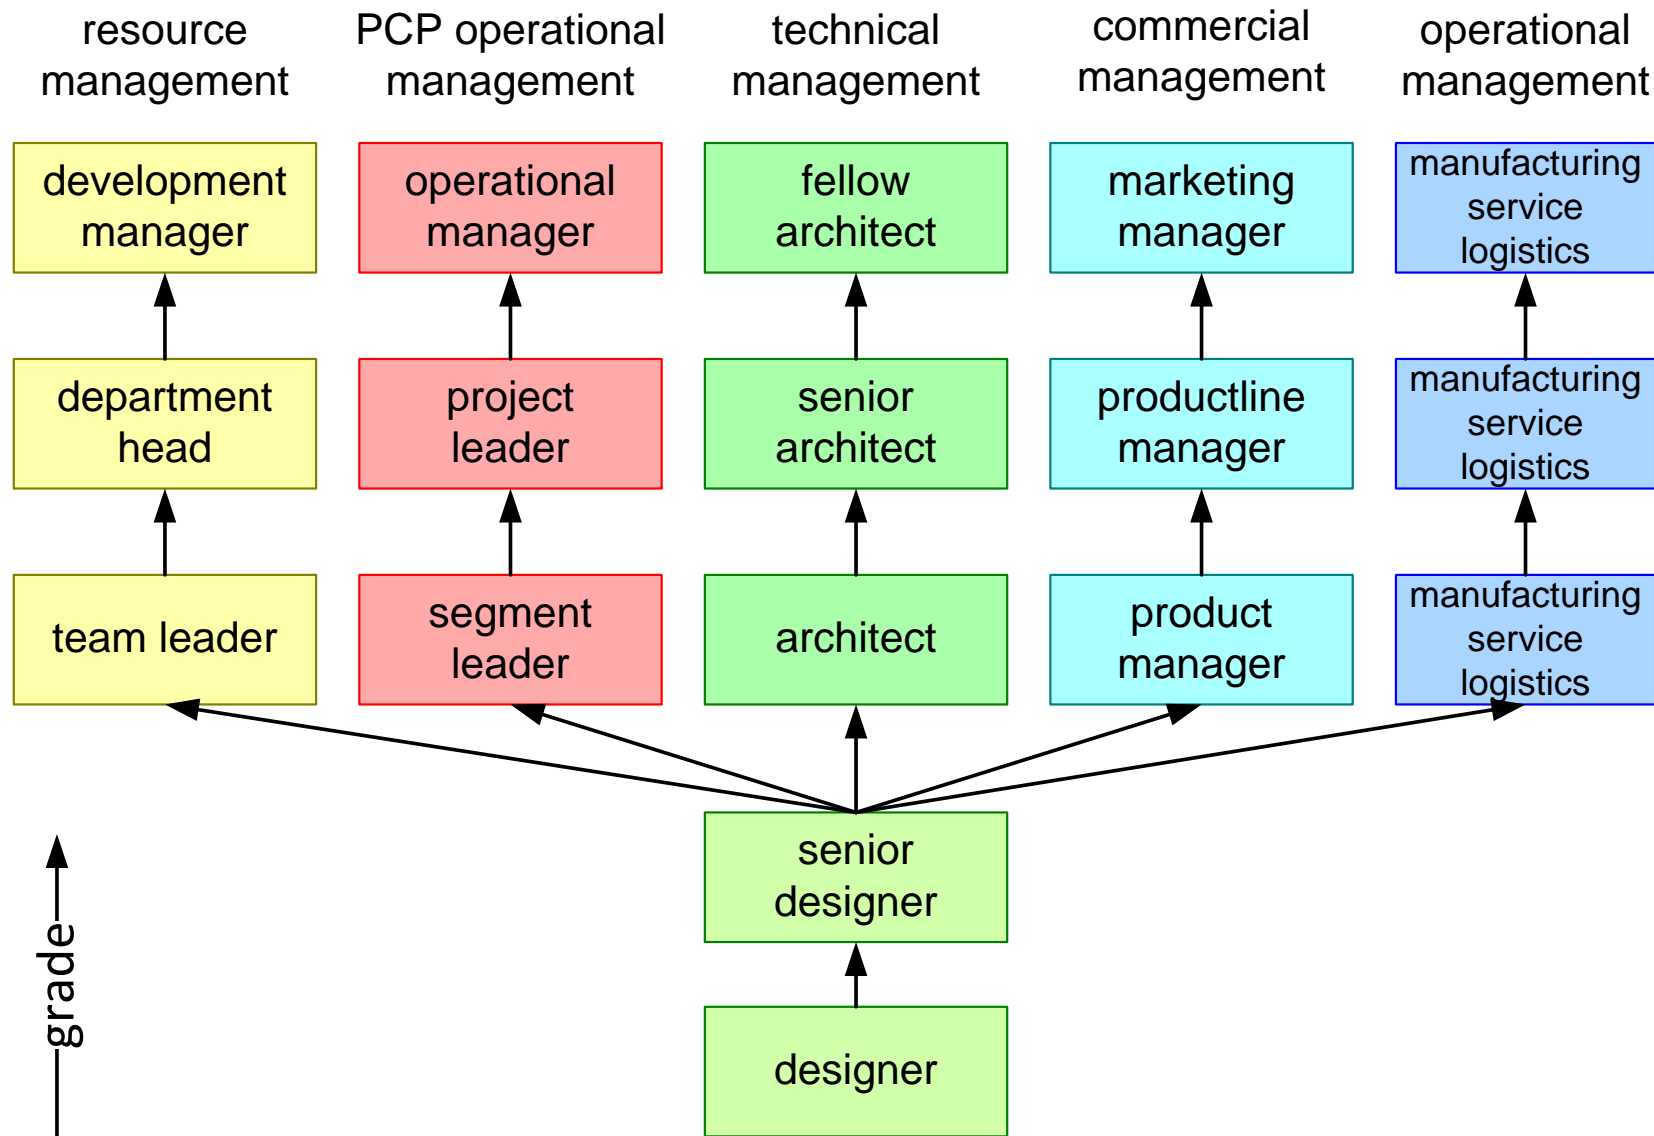 resource
management
PCP operational
management
technical
management
commercial
management
operational
management
development
manager
operational
manager
fellow
architect
marketing
manager
manufacturing
service
logistics
department
head
project
leader
senior
architect
productline
manager
manufacturing
service
logistics
team leader
segment
leader
architect
product
manager
manufacturing
service
logistics
senior
designer
grade
designer